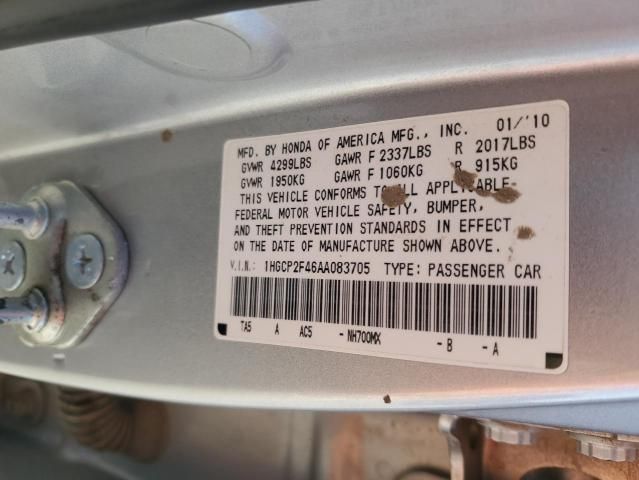 MFD. BY HONDA OF AMERICA MFG., INC. 01/'10
GVWR 4299LBS GAWR F 2337LBS R 2017LBS
GVWR 1950KG GAWR F 1060KG R 915KG
THIS VEHICLE CONFORMS TO ALL APPLICABLE
FEDERAL MOTOR VEHICLE SAFETY, BUMPER,
AND THEFT PREVENTION STANDARDS IN EFFECT
ON THE DATE OF MANUFACTURE SHOWN ABOVE.
V.I.N.: 1HGCP2F46AA083705 TYPE: PASSENGER CAR
TA5 A AC5 - NH700MX - B - A